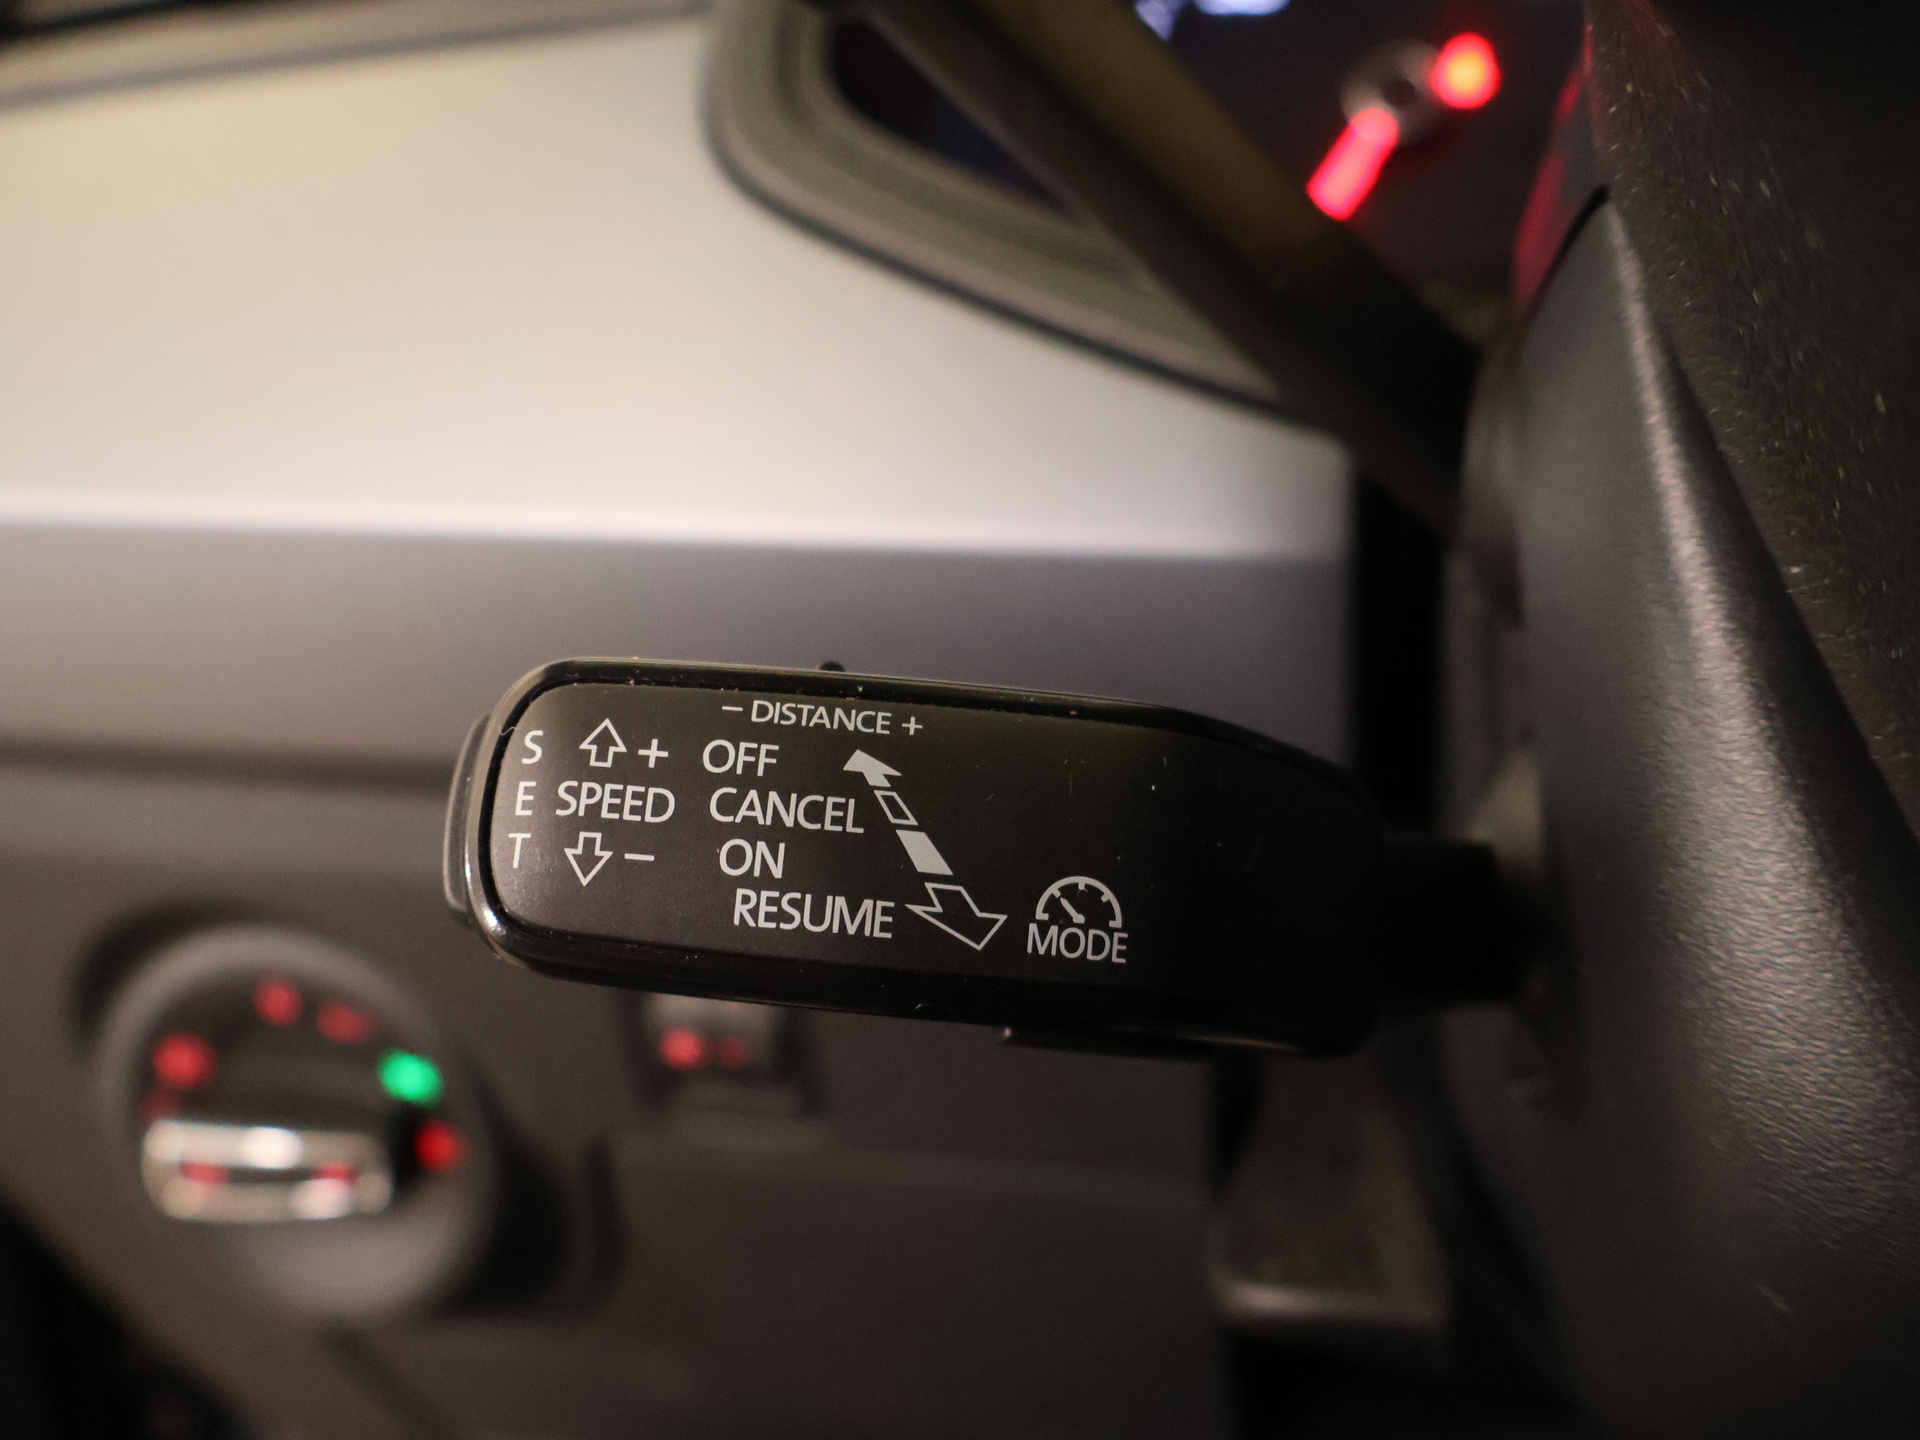 – DISTANCE +
S + OFF
E SPEED CANCEL
T – ON
RESUME
MODE